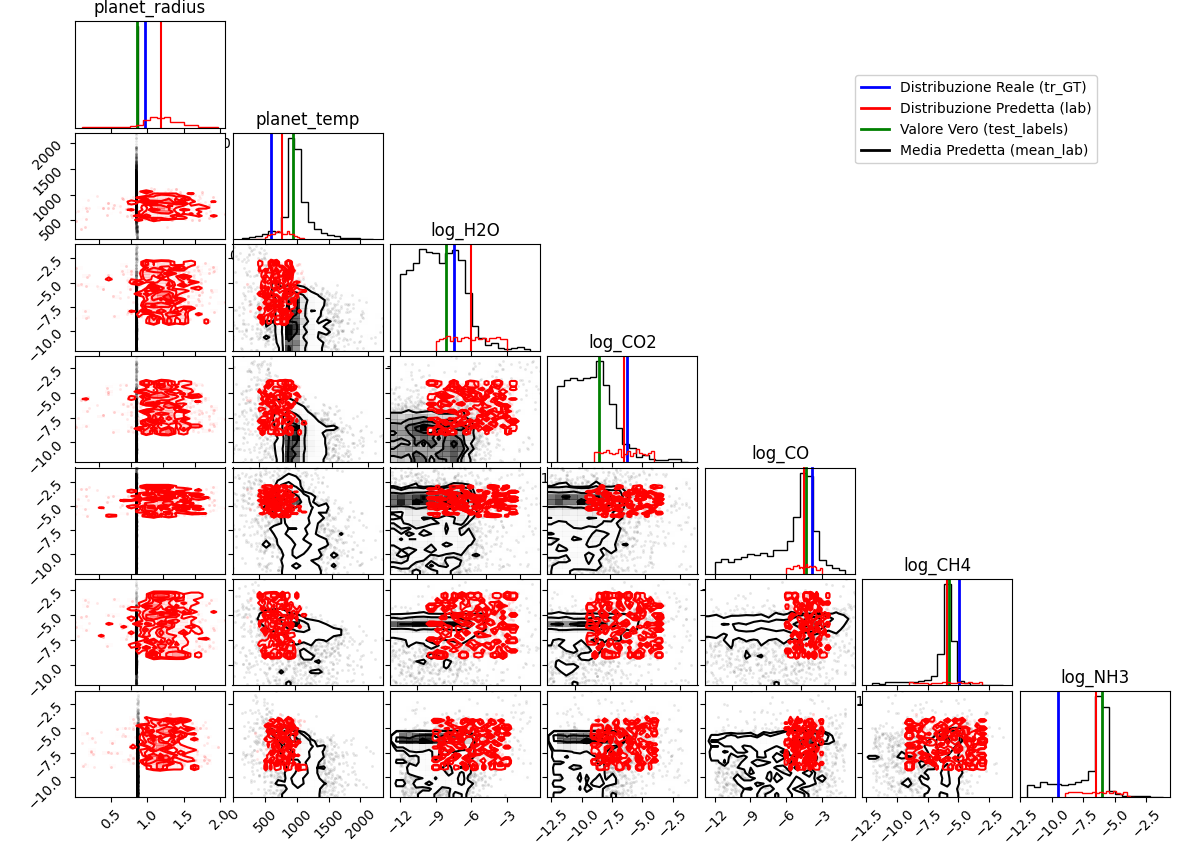 planet_radius
Distribuzione Reale (tr_GT)
Distribuzione Predetta (lab)
Valore Vero (test_labels)
Media Predetta (mean_lab)
planet_temp
2000
1500
1000
500
log_H2O
−2.5
−5.0
−7.5
−10.0
log_CO2
−2.5
−5.0
−7.5
−10.0
log_CO
−2.5
−5.0
−7.5
−10.0
log_CH4
−2.5
−5.0
−7.5
−10.0
log_NH3
−2.5
−5.0
−7.5
−10.0
0.5 1.0 1.5 2.0 500 1000 1500 2000 −12 −9 −6 −3 −12.5 −10.0 −7.5 −5.0 −2.5 −12 −9 −6 −3 −12.5 −10.0 −7.5 −5.0 −2.5 −12.5 −10.0 −7.5 −5.0 −2.5